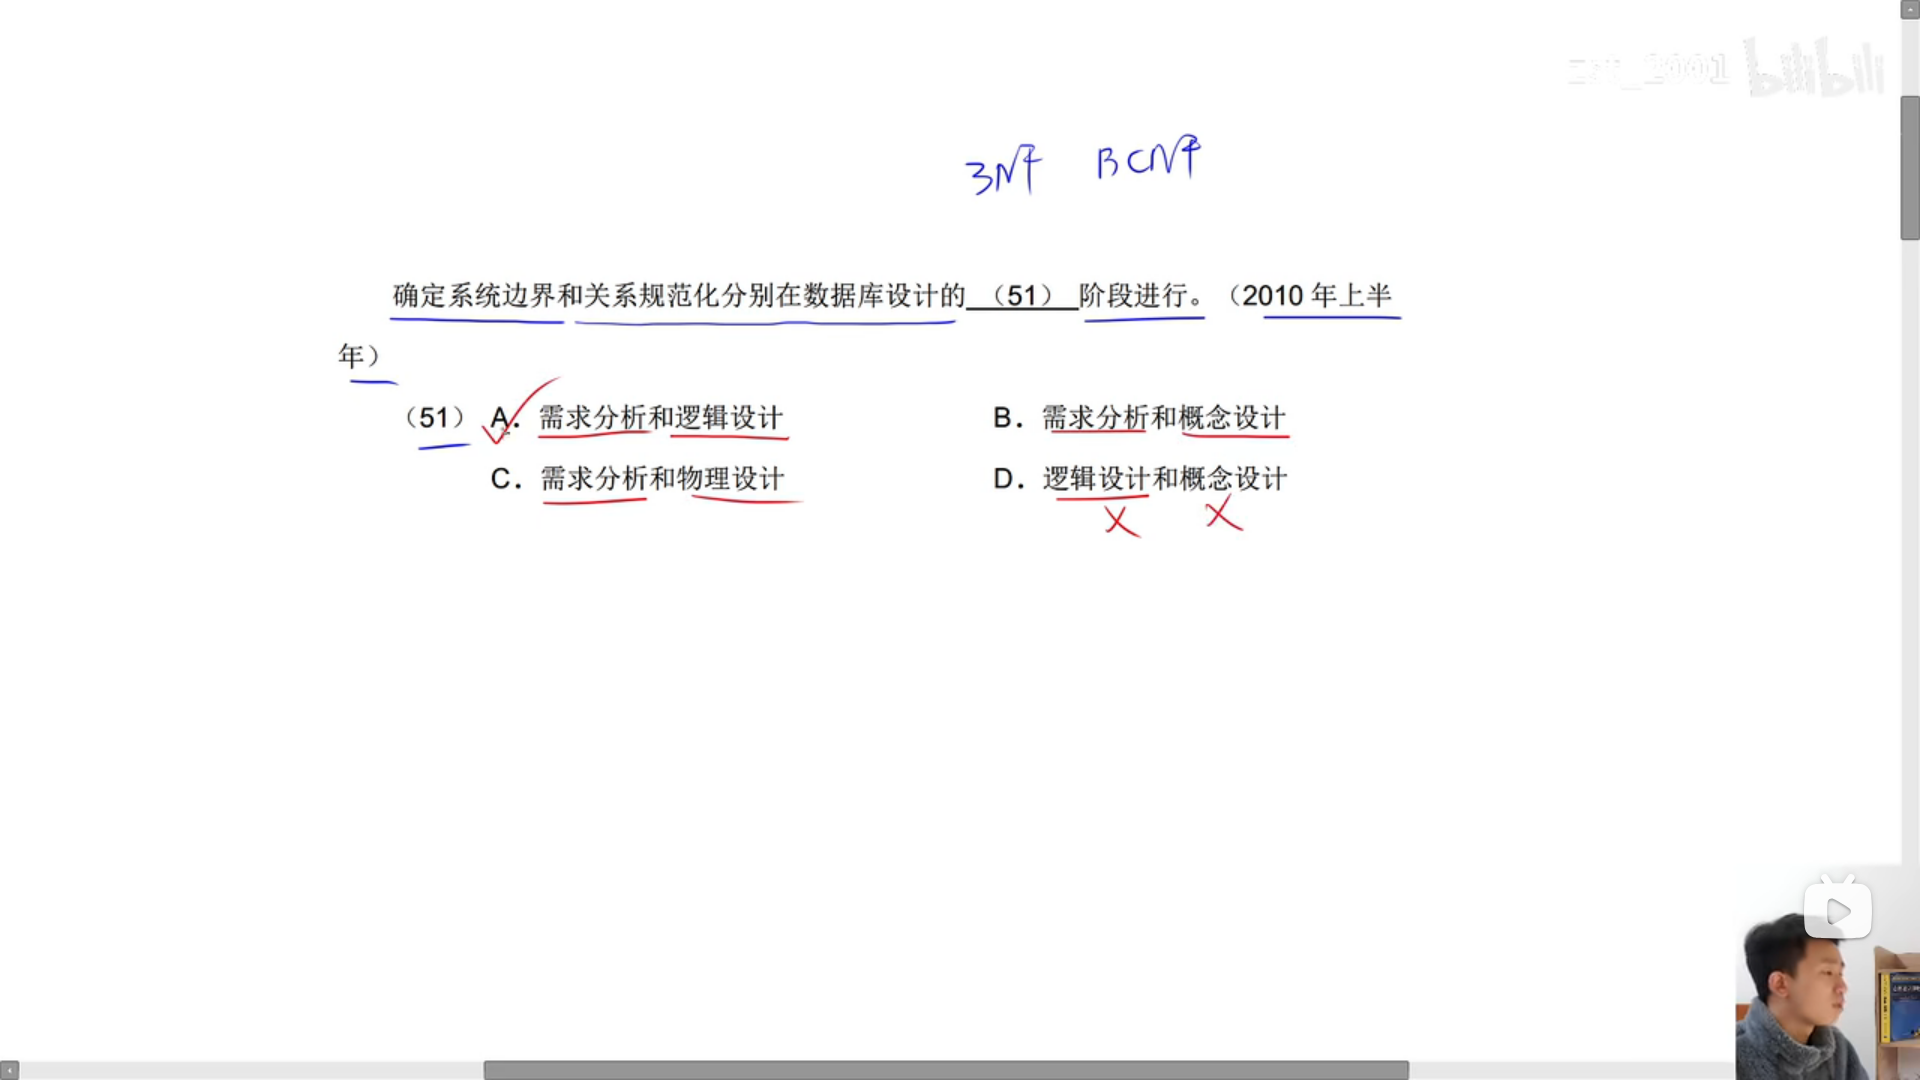 bilibili
3NF BCNF
确定系统边界和关系规范化分别在数据库设计的（51）阶段进行。（2010 年上半
年）
（51） A．需求分析和逻辑设计 B．需求分析和概念设计
C．需求分析和物理设计 D．逻辑设计和概念设计